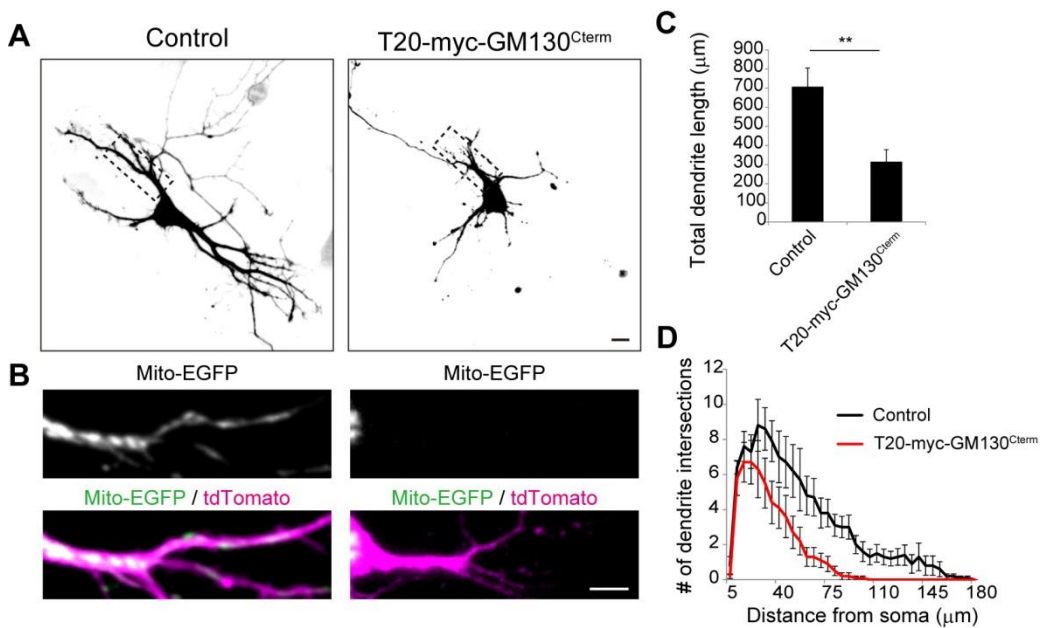 A
Control
T20-myc-GM130Cterm
B
Mito-EGFP
Mito-EGFP
Mito-EGFP / tdTomato
Mito-EGFP / tdTomato
C
**
Total dendrite length (µm)
900
800
700
600
500
400
300
200
100
0
Control
T20-myc-GM130Cterm
D
# of dendrite intersections
12
10
8
6
4
2
0
Control
T20-myc-GM130Cterm
5 40 75 110 145 180
Distance from soma (µm)